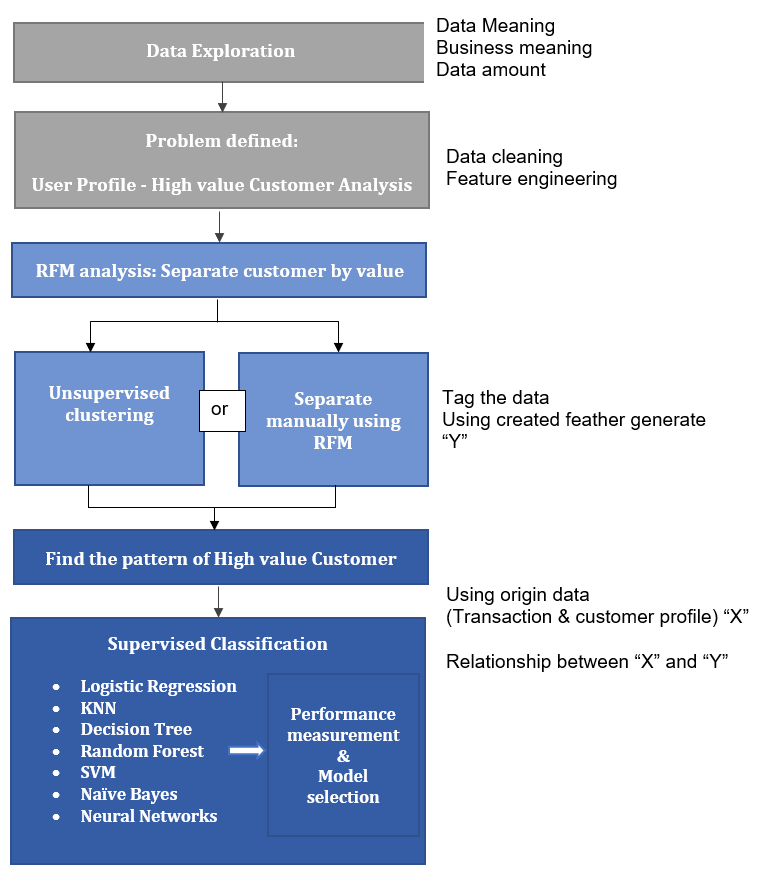 Data Exploration
Data Meaning
Business meaning
Data amount
Problem defined:
User Profile - High value Customer Analysis
Data cleaning
Feature engineering
RFM analysis: Separate customer by value
Unsupervised
clustering
or
Separate
manually using
RFM
Tag the data
Using created feather generate
“Y”
Find the pattern of High value Customer
Using origin data
(Transaction & customer profile) “X”
Relationship between “X” and “Y”
Supervised Classification
• Logistic Regression
• KNN
• Decision Tree
• Random Forest
• SVM
• Naïve Bayes
• Neural Networks
Performance
measurement
&
Model
selection